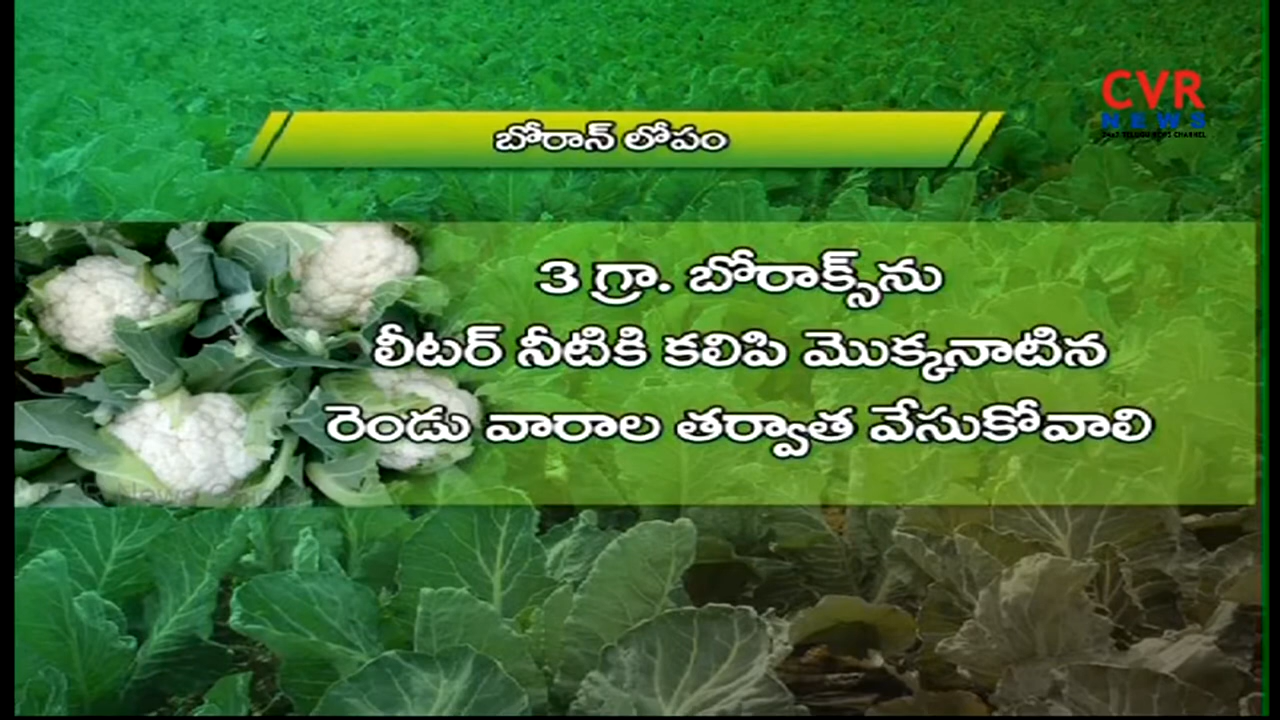 CVR
NEWS
బోరాన్ లోపం
3 గ్రా. బోరాక్స్‌ను
లీటర్ నీటికి కలిపి మొక్కనాటిన
రెండు వారాల తర్వాత వేసుకోవాలి